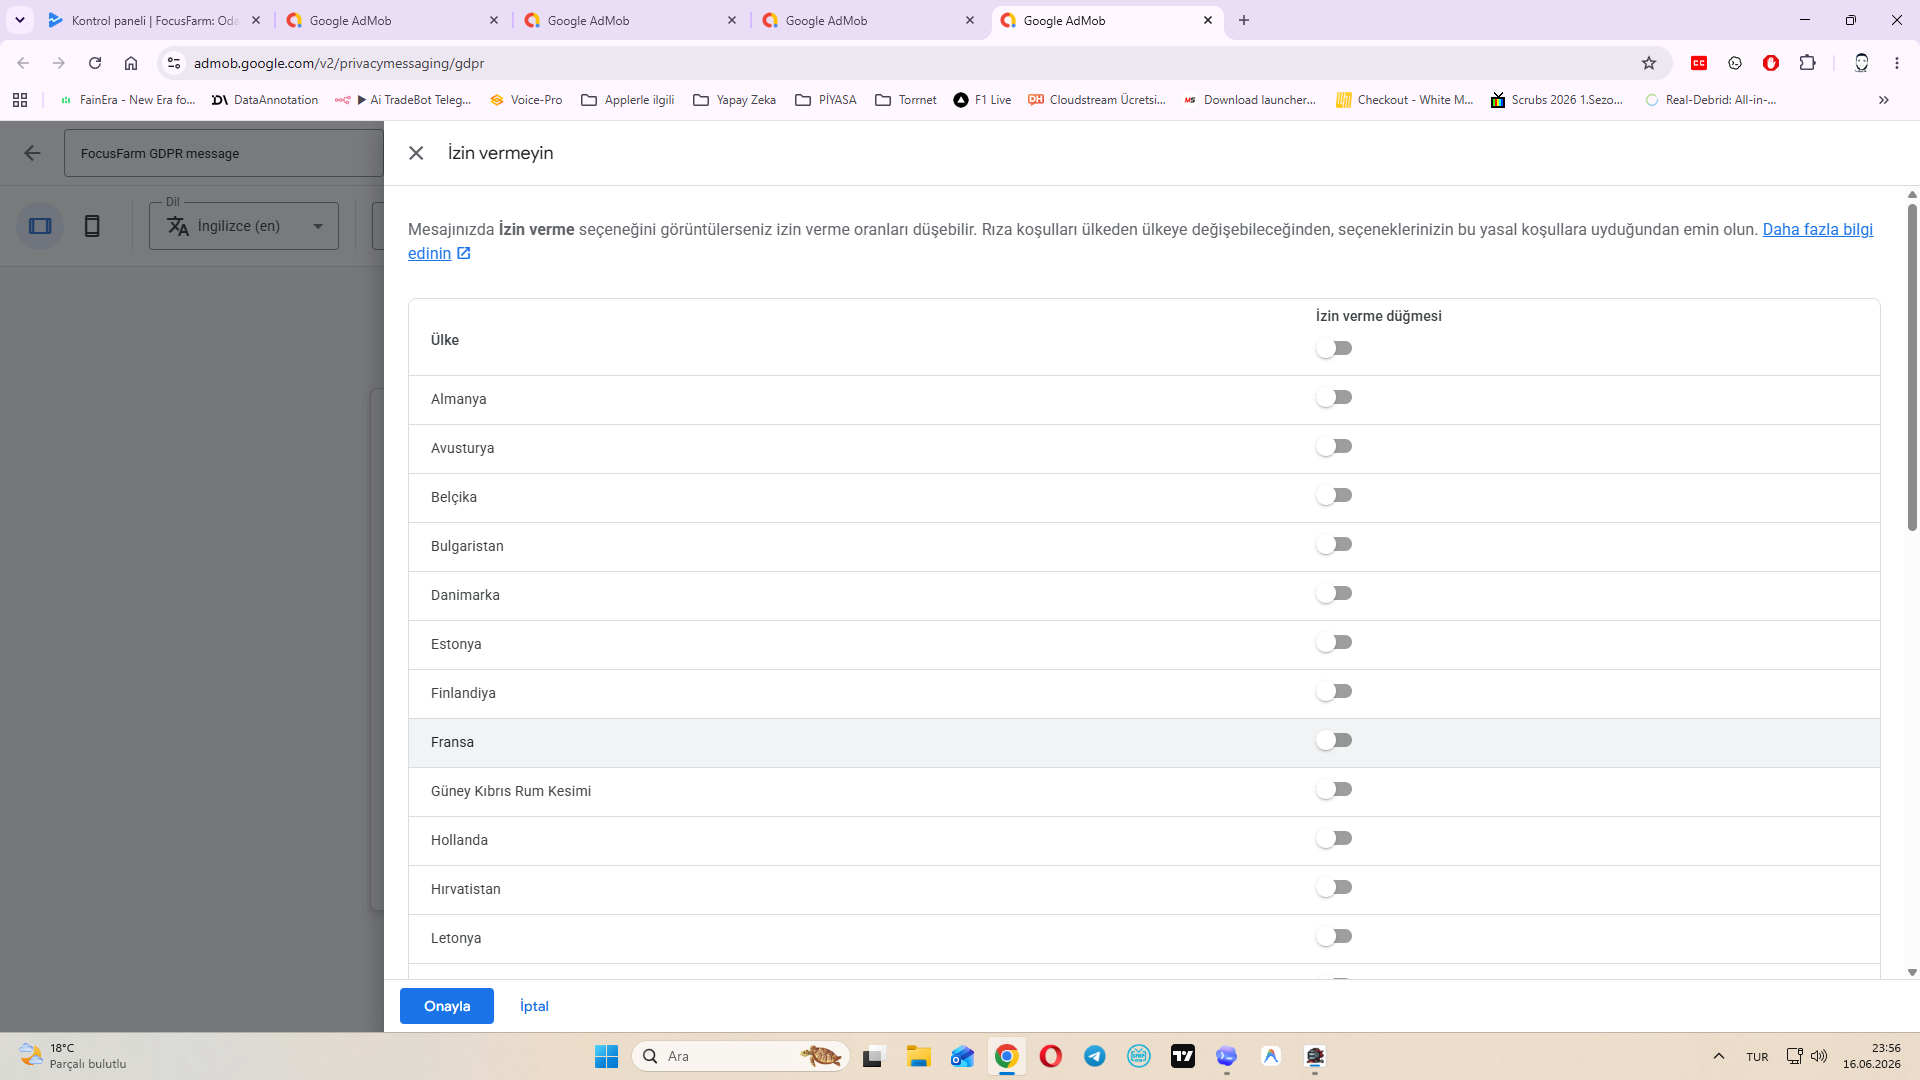 Kontrol paneli | FocusFarm: Oda
Google AdMob
Google AdMob
Google AdMob
Google AdMob
admob.google.com/v2/privacymessaging/gdpr
CC
FainEra - New Era fo...
DataAnnotation
Ai TradeBot Teleg...
Voice-Pro
Applerle ilgili
Yapay Zeka
PİYASA
Torrnet
F1 Live
Cloudstream Ücretsi...
Download launcher...
Checkout - White M...
Scrubs 2026 1.Sezo...
Real-Debrid: All-in-...
FocusFarm GDPR message
İzin vermeyin
Dil
İngilizce (en)
Mesajınızda İzin verme seçeneğini görüntülerseniz izin verme oranları düşebilir. Rıza koşulları ülkeden ülkeye değişebileceğinden, seçeneklerinizin bu yasal koşullara uyduğundan emin olun. Daha fazla bilgi
edinin
Ülke
İzin verme düğmesi
Almanya
Avusturya
Belçika
Bulgaristan
Danimarka
Estonya
Finlandiya
Fransa
Güney Kıbrıs Rum Kesimi
Hollanda
Hırvatistan
Letonya
Onayla
İptal
18°C
Parçalı bulutlu
Ara
TUR
23:56
16.06.2026